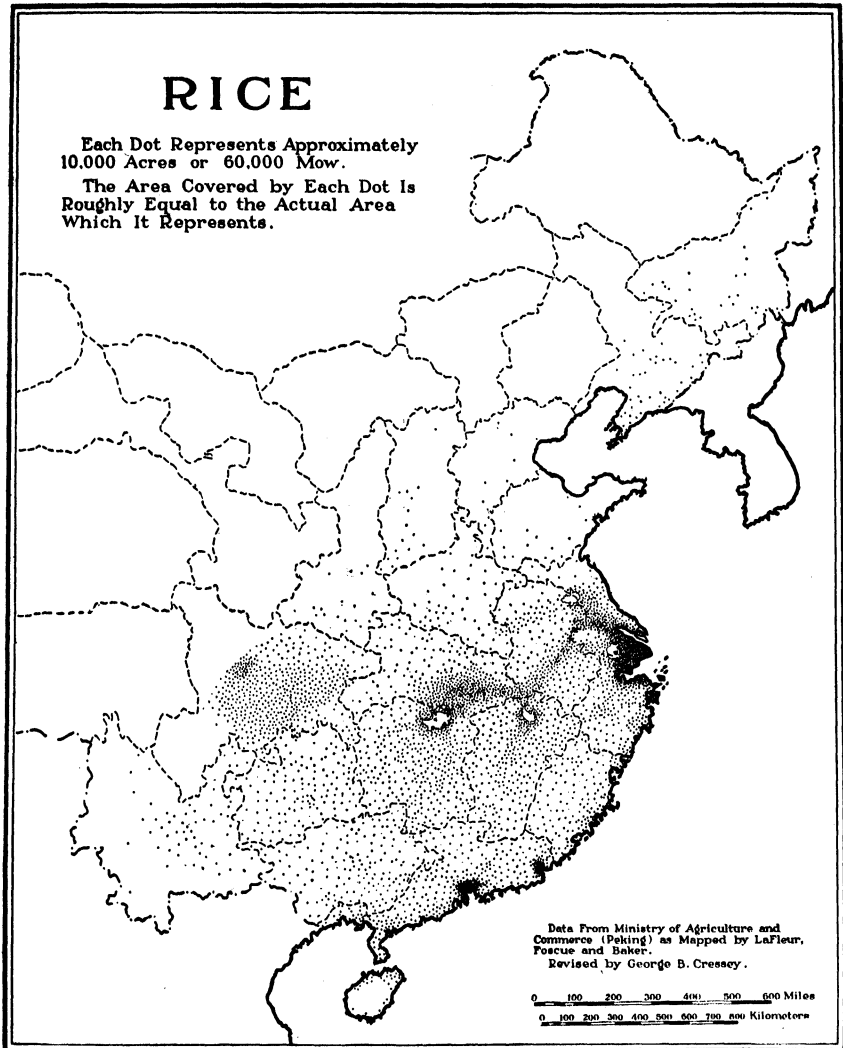 RICE
Each Dot Represents Approximately
10,000 Acres or 60,000 Mow.
The Area Covered by Each Dot Is
Roughly Equal to the Actual Area
Which It Represents.
Data From Ministry of Agriculture and
Commerce (Peking) as Mapped by LaFleur,
Foscue and Baker.
Revised by George B. Cressey.
0 100 200 300 400 500 600 Miles
0 100 200 300 400 500 600 700 800 Kilometers